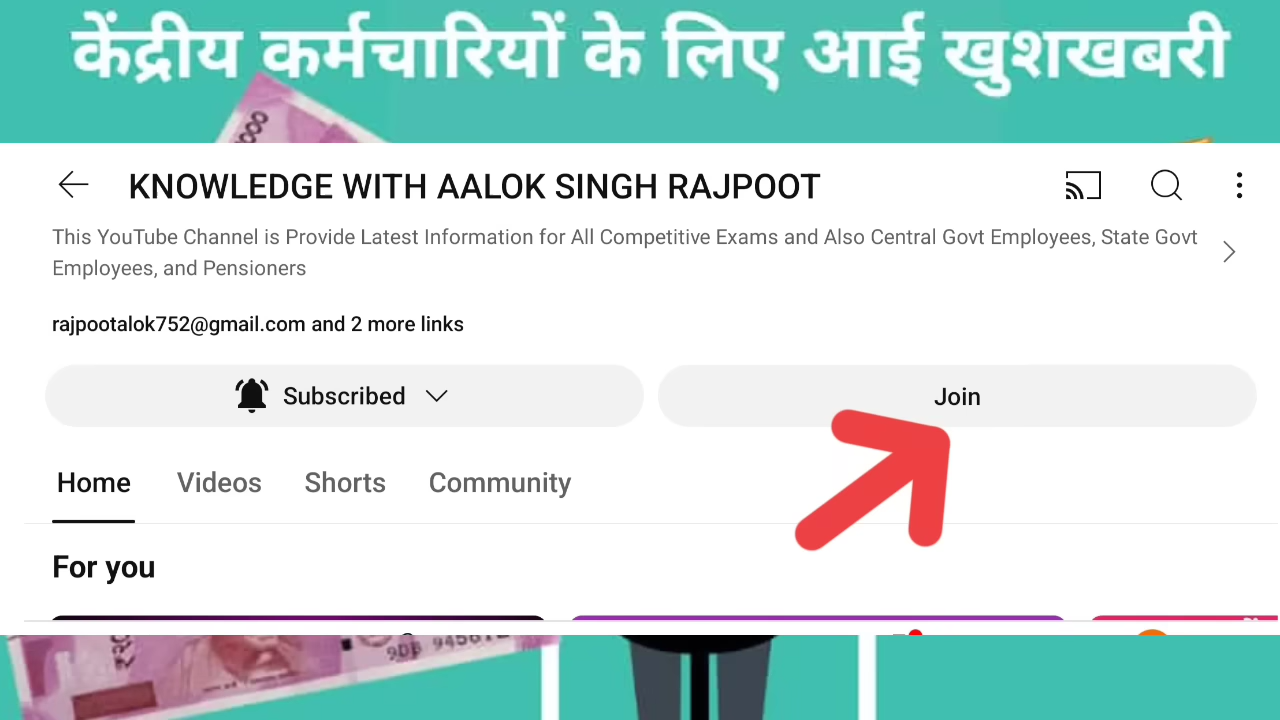 केंद्रीय कर्मचारियों के लिए आई खुशखबरी
KNOWLEDGE WITH AALOK SINGH RAJPOOT
This YouTube Channel is Provide Latest Information for All Competitive Exams and Also Central Govt Employees, State Govt
Employees, and Pensioners
rajpootalok752@gmail.com and 2 more links
Subscribed
Join
Home
Videos
Shorts
Community
For you